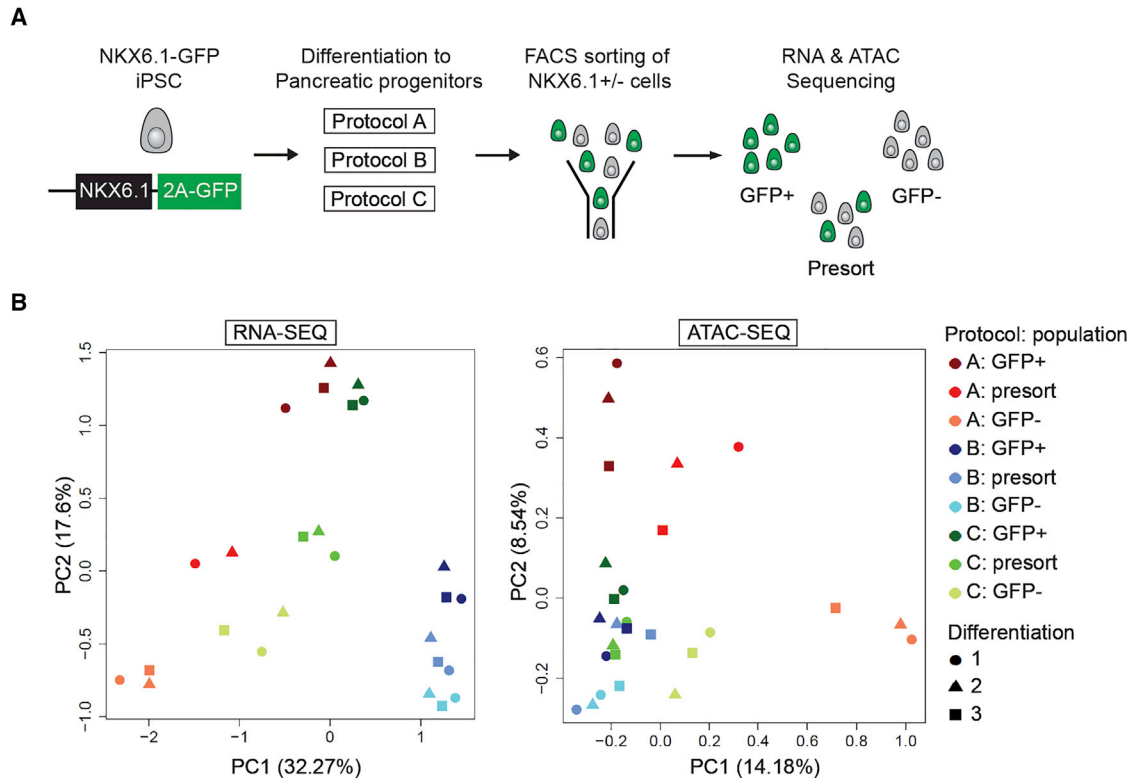 A
NKX6.1-GFP
iPSC
Differentiation to
Pancreatic progenitors
FACS sorting of
NKX6.1+/- cells
RNA & ATAC
Sequencing
Protocol A
Protocol B
Protocol C
NKX6.1
2A-GFP
GFP+
GFP-
Presort
B
RNA-SEQ
1.5
1.0
0.5
0.0
−0.5
−1.0
PC2 (17.6%)
−2
−1
0
1
PC1 (32.27%)
ATAC-SEQ
0.6
0.4
0.2
0.0
−0.2
PC2 (8.54%)
−0.2
0.0
0.2
0.4
0.6
0.8
1.0
PC1 (14.18%)
Protocol: population
A: GFP+
A: presort
A: GFP-
B: GFP+
B: presort
B: GFP-
C: GFP+
C: presort
C: GFP-
Differentiation
1
2
3